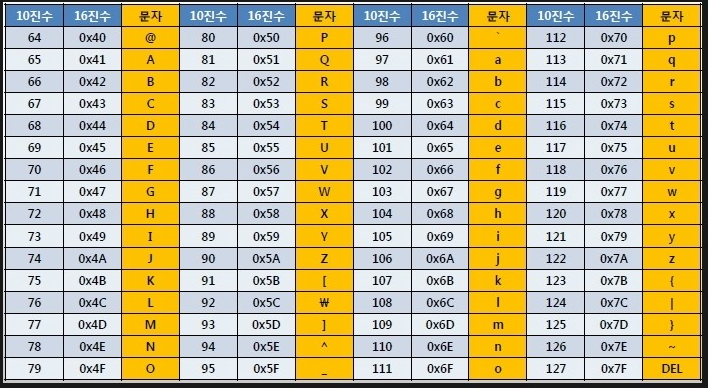 10진수 16진수 문자 10진수 16진수 문자 10진수 16진수 문자 10진수 16진수 문자
64 0x40 @ 80 0x50 P 96 0x60 ` 112 0x70 p
65 0x41 A 81 0x51 Q 97 0x61 a 113 0x71 q
66 0x42 B 82 0x52 R 98 0x62 b 114 0x72 r
67 0x43 C 83 0x53 S 99 0x63 c 115 0x73 s
68 0x44 D 84 0x54 T 100 0x64 d 116 0x74 t
69 0x45 E 85 0x55 U 101 0x65 e 117 0x75 u
70 0x46 F 86 0x56 V 102 0x66 f 118 0x76 v
71 0x47 G 87 0x57 W 103 0x67 g 119 0x77 w
72 0x48 H 88 0x58 X 104 0x68 h 120 0x78 x
73 0x49 I 89 0x59 Y 105 0x69 i 121 0x79 y
74 0x4A J 90 0x5A Z 106 0x6A j 122 0x7A z
75 0x4B K 91 0x5B [ 107 0x6B k 123 0x7B {
76 0x4C L 92 0x5C ₩ 108 0x6C l 124 0x7C |
77 0x4D M 93 0x5D ] 109 0x6D m 125 0x7D }
78 0x4E N 94 0x5E ^ 110 0x6E n 126 0x7E ~
79 0x4F O 95 0x5F _ 111 0x6F o 127 0x7F DEL